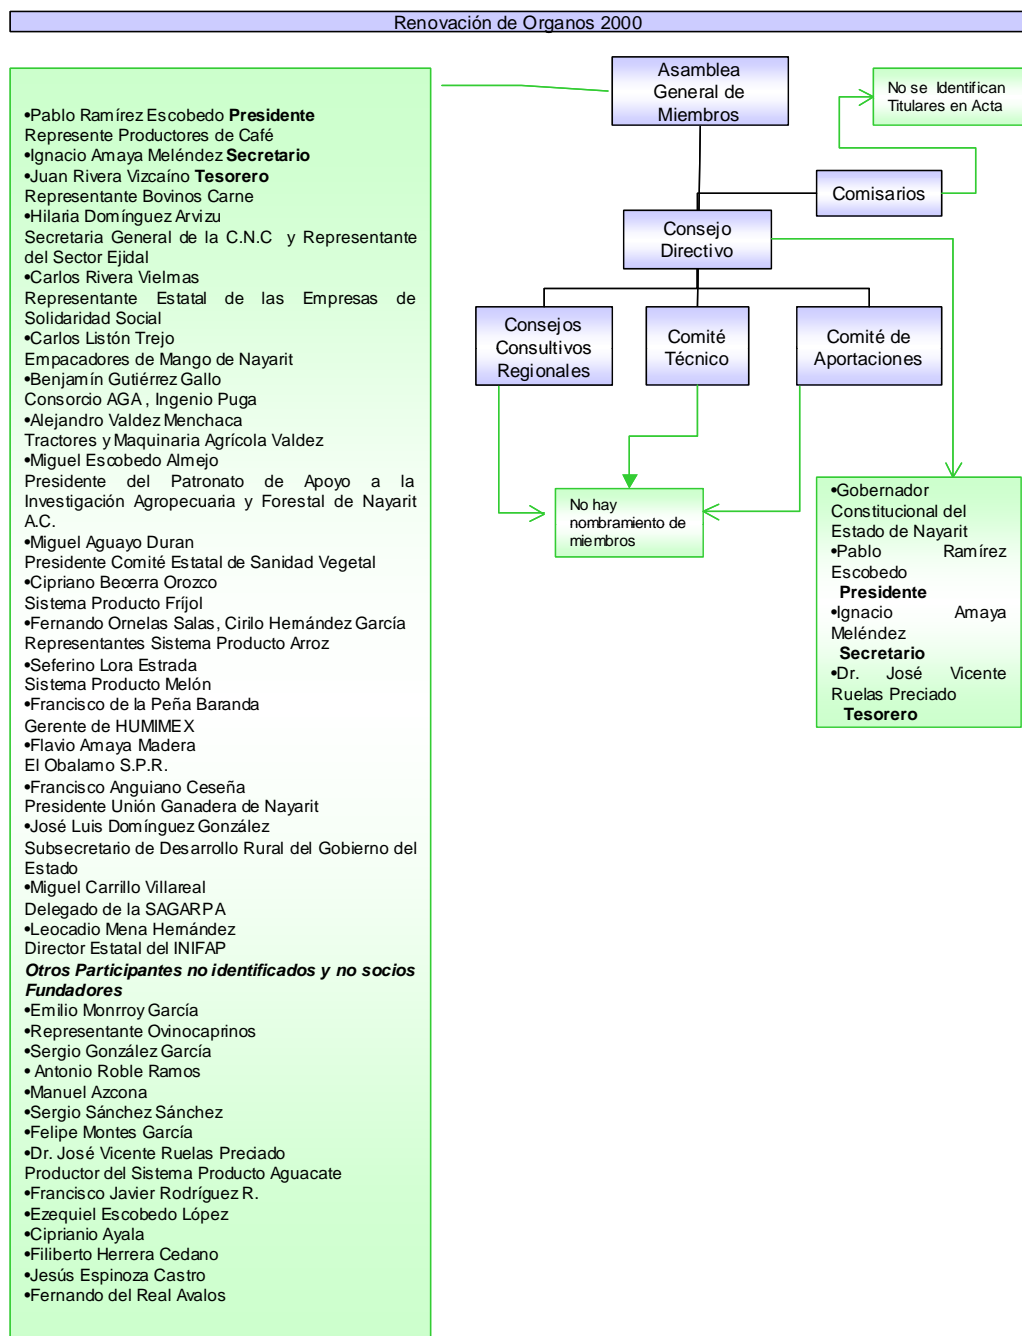 Renovación de Organos 2000
•Pablo Ramírez Escobedo Presidente
Represente Productores de Café
•Ignacio Amaya Meléndez Secretario
•Juan Rivera Vizcaíno Tesorero
Representante Bovinos Carne
•Hilaria Domínguez Arvizu
Secretaria General de la C.N.C y Representante
del Sector Ejidal
•Carlos Rivera Vielmas
Representante Estatal de las Empresas de
Solidaridad Social
•Carlos Listón Trejo
Empacadores de Mango de Nayarit
•Benjamín Gutiérrez Gallo
Consorcio AGA , Ingenio Puga
•Alejandro Valdez Menchaca
Tractores y Maquinaria Agrícola Valdez
•Miguel Escobedo Almejo
Presidente del Patronato de Apoyo a la
Investigación Agropecuaria y Forestal de Nayarit
A.C.
•Miguel Aguayo Duran
Presidente Comité Estatal de Sanidad Vegetal
•Cipriano Becerra Orozco
Sistema Producto Fríjol
•Fernando Ornelas Salas, Cirilo Hernández García
Representantes Sistema Producto Arroz
•Seferino Lora Estrada
Sistema Producto Melón
•Francisco de la Peña Baranda
Gerente de HUMIMEX
•Flavio Amaya Madera
El Obalamo S.P.R.
•Francisco Anguiano Ceseña
Presidente Unión Ganadera de Nayarit
•José Luis Domínguez González
Subsecretario de Desarrollo Rural del Gobierno del
Estado
•Miguel Carrillo Villareal
Delegado de la SAGARPA
•Leocadio Mena Hernández
Director Estatal del INIFAP
Otros Participantes no identificados y no socios
Fundadores
•Emilio Monrroy García
•Representante Ovinocaprinos
•Sergio González García
• Antonio Roble Ramos
•Manuel Azcona
•Sergio Sánchez Sánchez
•Felipe Montes García
•Dr. José Vicente Ruelas Preciado
Productor del Sistema Producto Aguacate
•Francisco Javier Rodríguez R.
•Ezequiel Escobedo López
•Ciprianio Ayala
•Filiberto Herrera Cedano
•Jesús Espinoza Castro
•Fernando del Real Avalos
Asamblea
General de
Miembros
No se Identifican
Titulares en Acta
Comisarios
Consejo
Directivo
Consejos
Consultivos
Regionales
Comité
Técnico
Comité de
Aportaciones
No hay
nombramiento de
miembros
•Gobernador
Constitucional del
Estado de Nayarit
•Pablo Ramírez
Escobedo
Presidente
•Ignacio Amaya
Meléndez
Secretario
•Dr. José Vicente
Ruelas Preciado
Tesorero